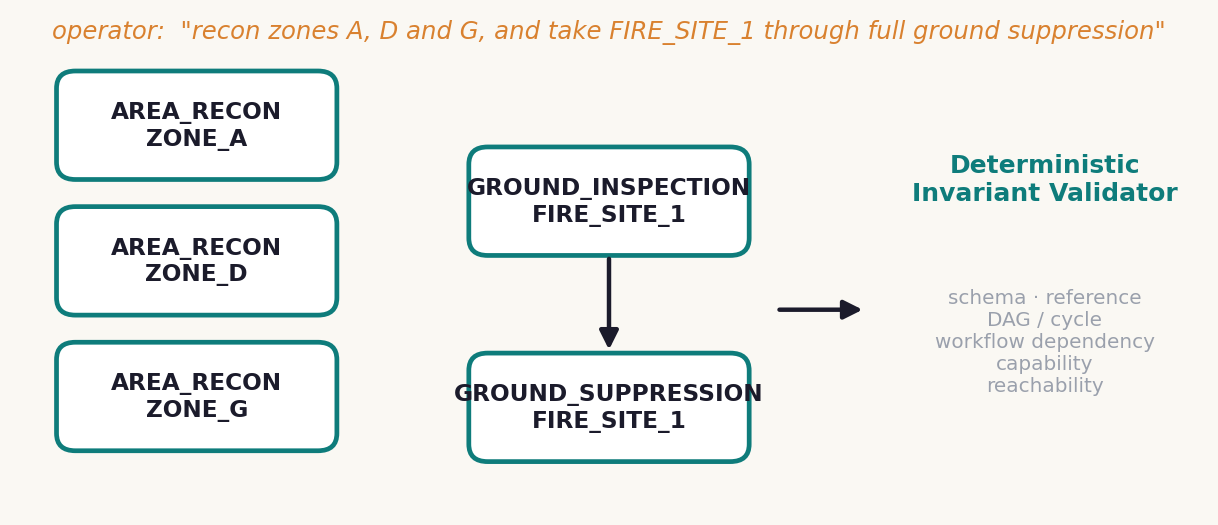 operator:  "recon zones A, D and G, and take FIRE_SITE_1 through full ground suppression"
AREA_RECON
ZONE_A
AREA_RECON
ZONE_D
AREA_RECON
ZONE_G
GROUND_INSPECTION
FIRE_SITE_1
GROUND_SUPPRESSION
FIRE_SITE_1
Deterministic
Invariant Validator
schema · reference
DAG / cycle
workflow dependency
capability
reachability